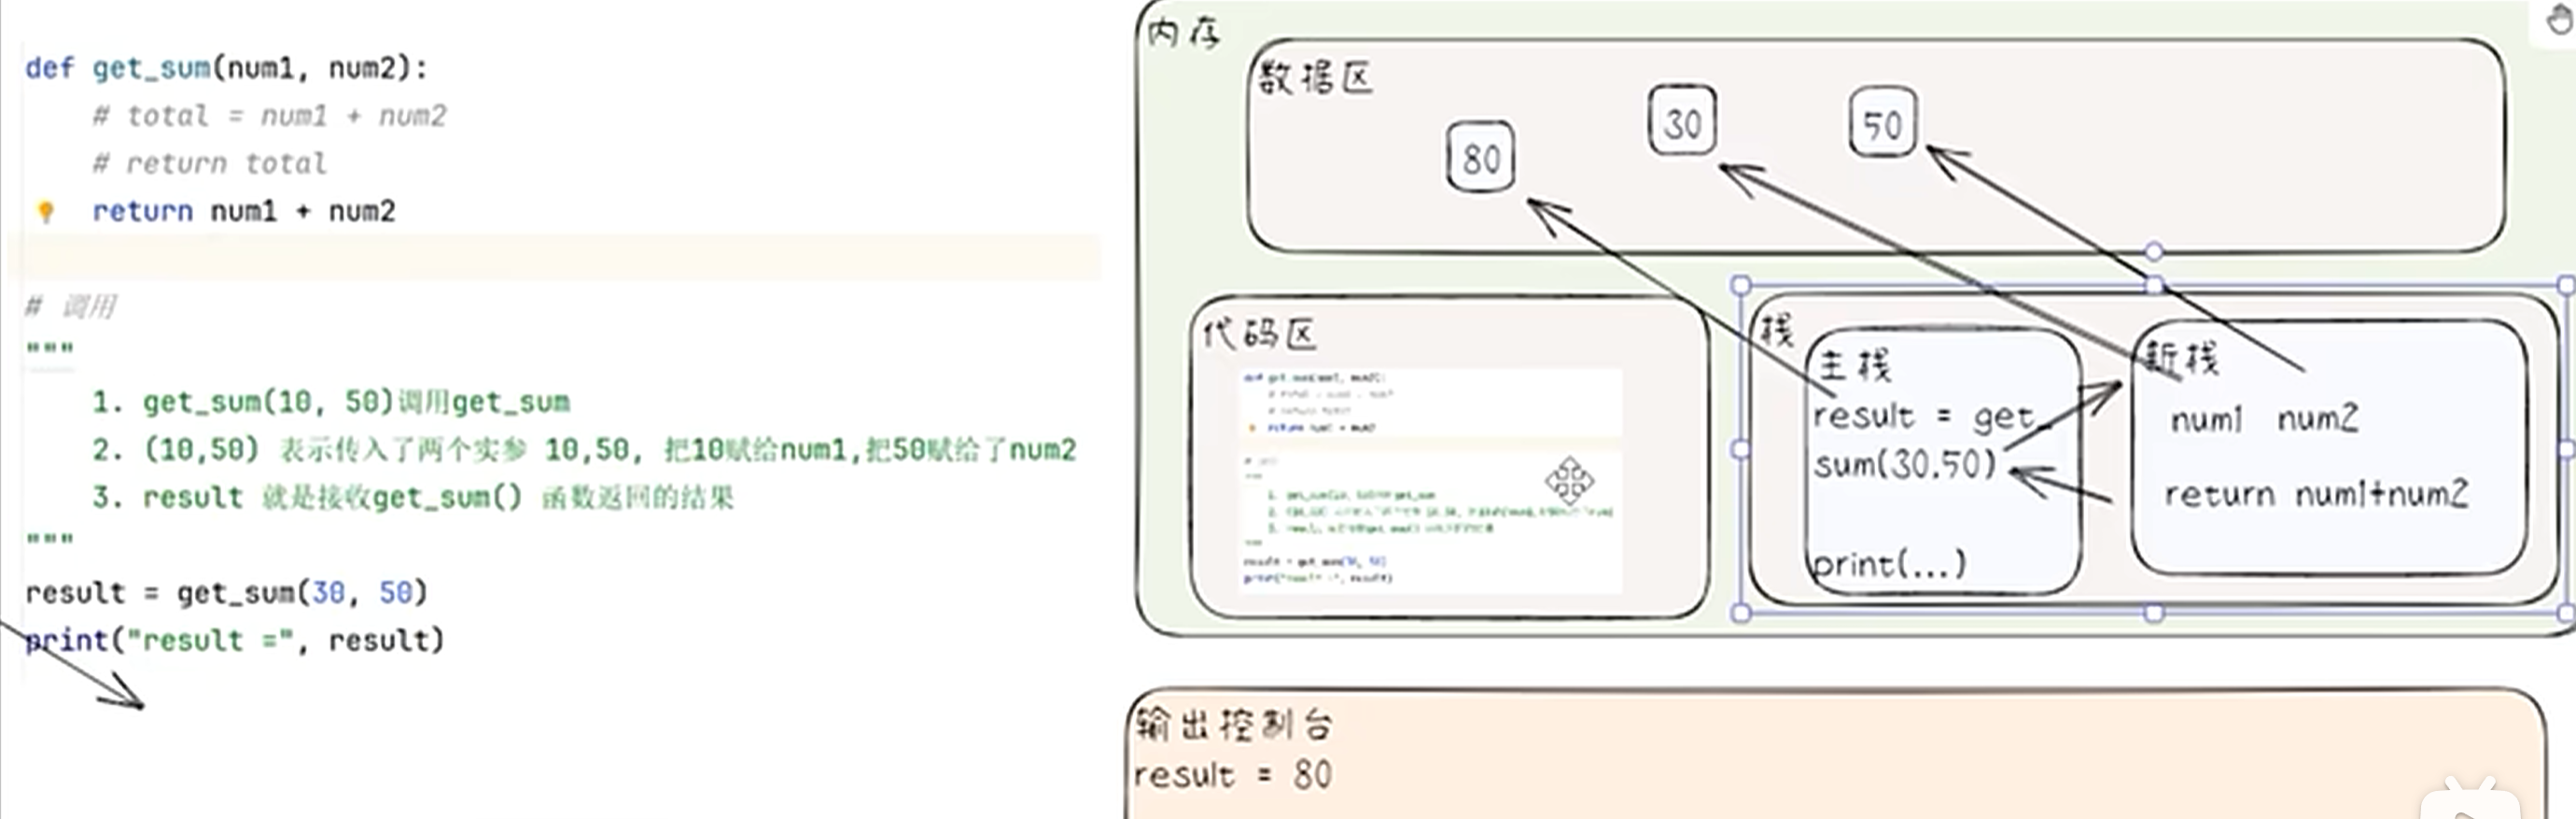 def get_sum(num1, num2):
# total = num1 + num2
# return total
return num1 + num2
# 调用
"""
1. get_sum(10, 50)调用get_sum
2. (10,50) 表示传入了两个实参 10,50, 把10赋给num1,把50赋给了num2
3. result 就是接收get_sum() 函数返回的结果
"""
result = get_sum(30, 50)
print("result =", result)
内存
数据区
80
30
50
代码区
栈
主栈
result = get_
sum(30,50)
print(...)
新栈
num1 num2
return num1+num2
输出控制台
result = 80